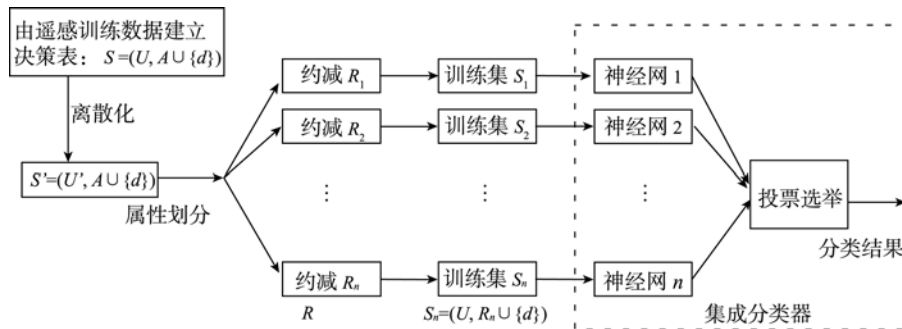 由遥感训练数据建立
决策表： S=(U, A∪{d})
离散化
S’=(U’, A∪{d})
属性划分
约减 R₁
训练集 S₁
神经网 1
约减 R₂
训练集 S₂
神经网 2
⋮
⋮
⋮
约减 Rₙ
训练集 Sₙ
神经网 n
R
Sₙ=(U, Rₙ∪{d})
投票选举
分类结果
集成分类器